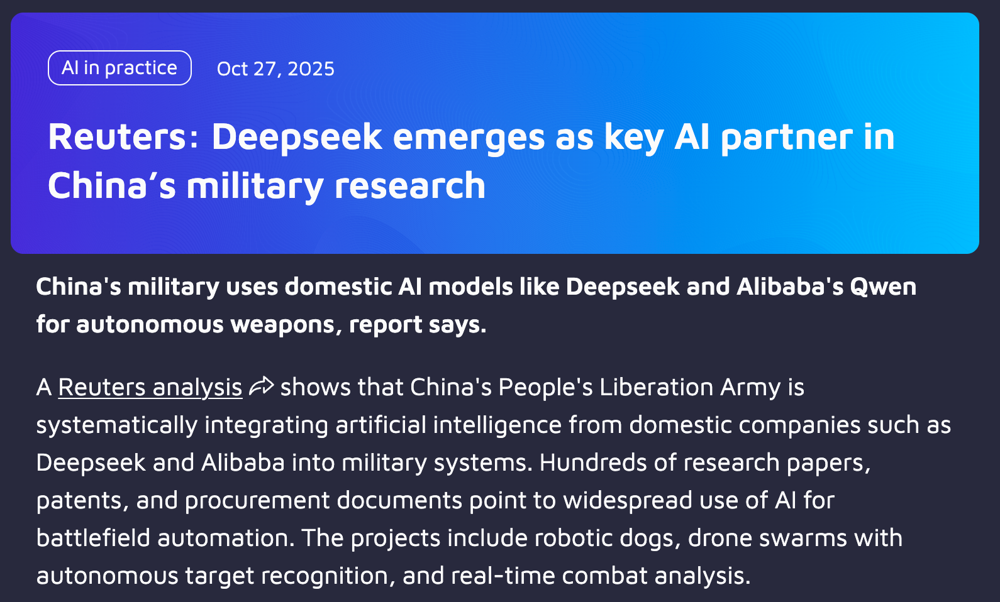 AI in practice
Oct 27, 2025
Reuters: Deepseek emerges as key AI partner in
China’s military research
China's military uses domestic AI models like Deepseek and Alibaba's Qwen
for autonomous weapons, report says.
A Reuters analysis shows that China's People's Liberation Army is
systematically integrating artificial intelligence from domestic companies such as
Deepseek and Alibaba into military systems. Hundreds of research papers,
patents, and procurement documents point to widespread use of AI for
battlefield automation. The projects include robotic dogs, drone swarms with
autonomous target recognition, and real-time combat analysis.